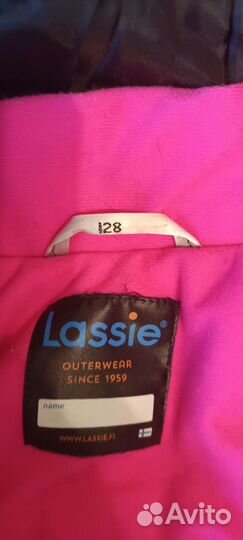 128
Lassie®
OUTERWEAR
SINCE 1959
name
WWW.LASSIE.FI
Avito